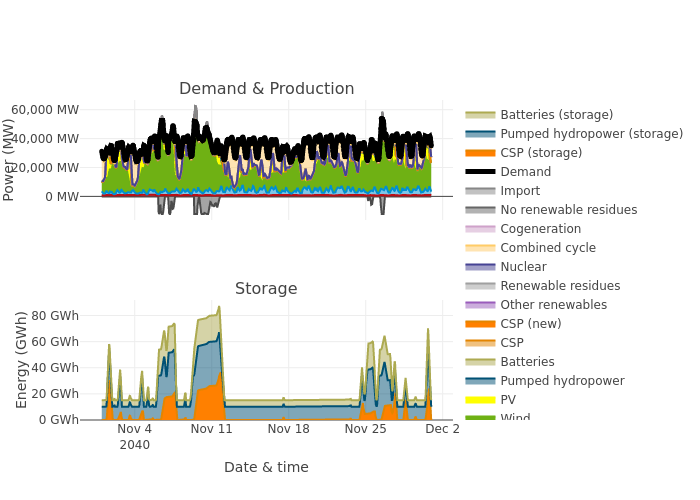 Demand & Production
60,000 MW
40,000 MW
20,000 MW
0 MW
Power (MW)
Storage
80 GWh
60 GWh
40 GWh
20 GWh
0 GWh
Energy (GWh)
Nov 4
2040
Nov 11
Nov 18
Nov 25
Dec 2
Date & time
Batteries (storage)
Pumped hydropower (storage)
CSP (storage)
Demand
Import
No renewable residues
Cogeneration
Combined cycle
Nuclear
Renewable residues
Other renewables
CSP (new)
CSP
Batteries
Pumped hydropower
PV
Wind